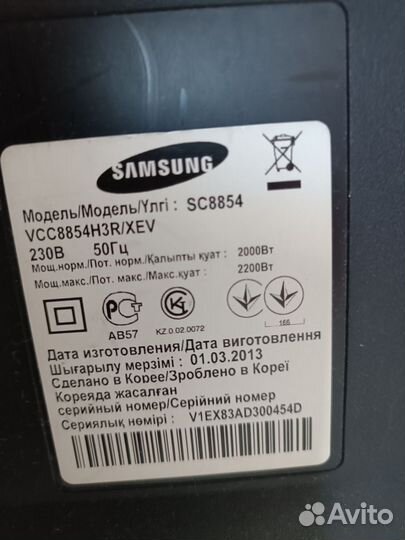 SAMSUNG
Модель/Модель/Үлгі : SC8854
VCC8854H3R/XEV
230В 50Гц
Мощ.норм./Пот. норм./Қалыпты қуат : 2000Вт
Мощ.макс./Пот. макс./Макс.қуат : 2200Вт
РСТ
АБ57
KZ.0.02.0072
166
Дата изготовления/Дата виготовлення
Шығарылу мерзімі : 01.03.2013
Сделано в Корее/Зроблено в Кореї
Кореяда жасалған
серийный номер/Серійний номер
Сериялық нөмірі : V1EX83AD300454D
Avito